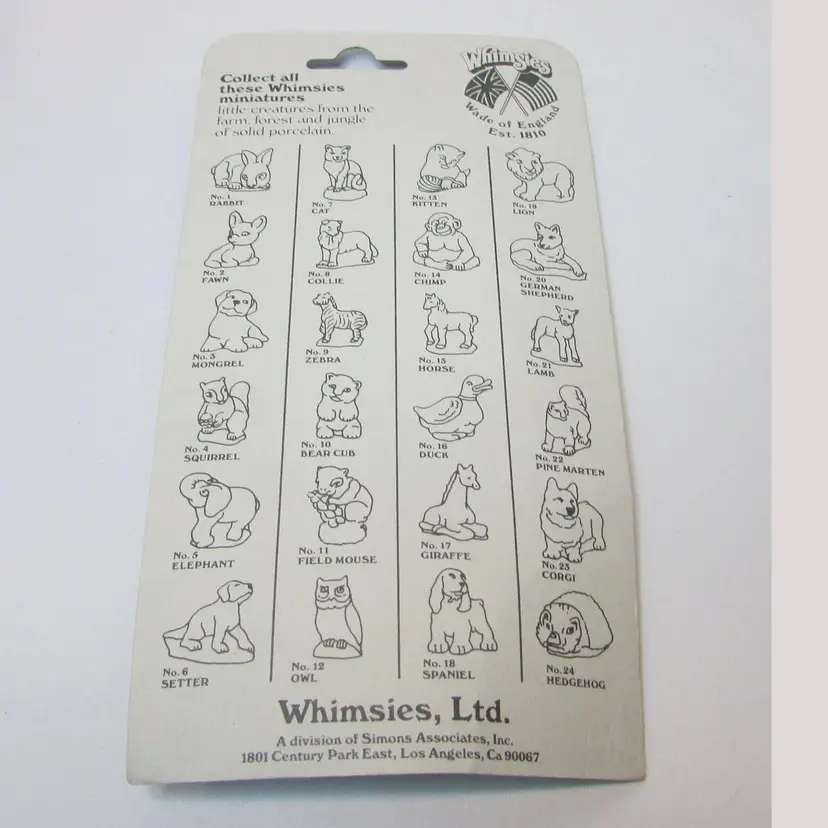 Collect all
these Whimsies
miniatures
little creatures from the
farm, forest and jungle
of solid porcelain.
Whimsies
Wade of England
Est. 1810
No. 1
RABBIT
No. 2
FAWN
No. 3
MONGREL
No. 4
SQUIRREL
No. 5
ELEPHANT
No. 6
SETTER
No. 7
CAT
No. 8
COLLIE
No. 9
ZEBRA
No. 10
BEAR CUB
No. 11
FIELD MOUSE
No. 12
OWL
No. 13
KITTEN
No. 14
CHIMP
No. 15
HORSE
No. 16
DUCK
No. 17
GIRAFFE
No. 18
SPANIEL
No. 19
LION
No. 20
GERMAN
SHEPHERD
No. 21
LAMB
No. 22
PINE MARTEN
No. 23
CORGI
No. 24
HEDGEHOG
Whimsies, Ltd.
A division of Simons Associates, Inc.
1801 Century Park East, Los Angeles, Ca 90067